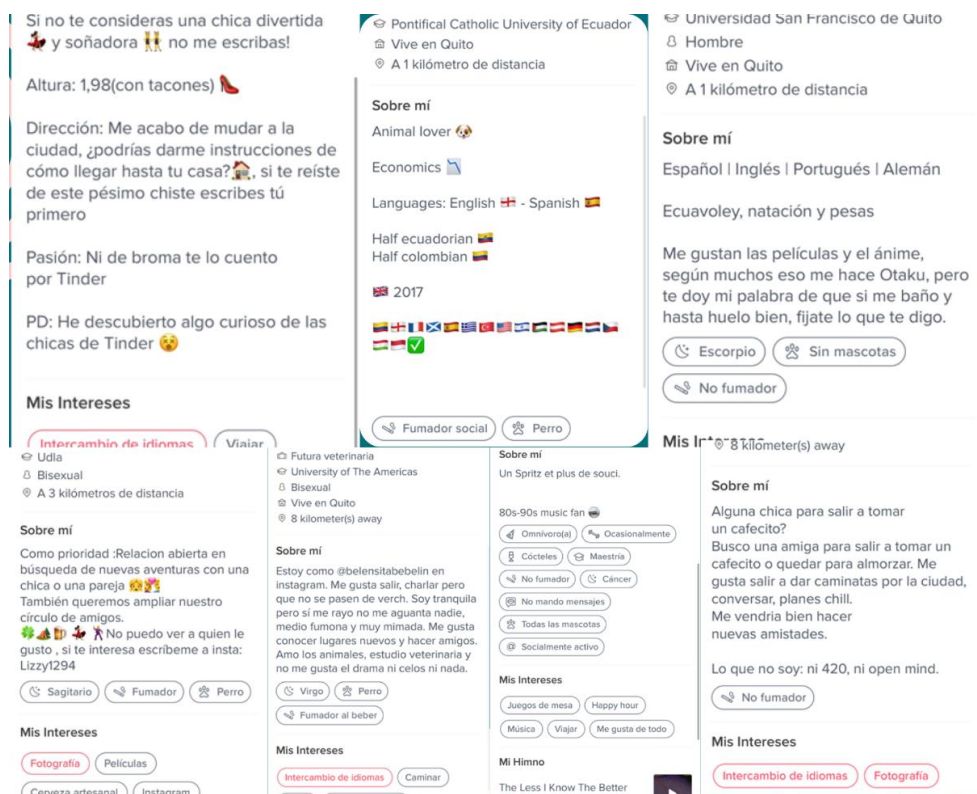 Si no te consideras una chica divertida
💃 y soñadora 👯 no me escribas!
Altura: 1,98(con tacones) 👠
Dirección: Me acabo de mudar a la
ciudad, ¿podrías darme instrucciones de
cómo llegar hasta tu casa?🏠, si te reíste
de este pésimo chiste escribes tú
primero
Pasión: Ni de broma te lo cuento
por Tinder
PD: He descubierto algo curioso de las
chicas de Tinder 😵
Mis Intereses
Intercambio de idiomas
Viajar
Pontifical Catholic University of Ecuador
Vive en Quito
A 1 kilómetro de distancia
Sobre mí
Animal lover 🐶
Economics 📉
Languages: English 🏴󠁧󠁢󠁥󠁮󠁧󠁿 - Spanish 🇪🇸
Half ecuadorian 🇪🇨
Half colombian 🇨🇴
🇬🇧 2017
Fumador social
Perro
Universidad San Francisco de Quito
Hombre
Vive en Quito
A 1 kilómetro de distancia
Sobre mí
Español | Inglés | Portugués | Alemán
Ecuavoley, natación y pesas
Me gustan las películas y el ánime,
según muchos eso me hace Otaku, pero
te doy mi palabra de que si me baño y
hasta huelo bien, fijate lo que te digo.
Escorpio
Sin mascotas
No fumador
Udla
Bisexual
A 3 kilómetros de distancia
Sobre mí
Como prioridad :Relacion abierta en
búsqueda de nuevas aventuras con una
chica o una pareja
También queremos ampliar nuestro
círculo de amigos.
🍀🏕🍺💃🕺No puedo ver a quien le
gusto , si te interesa escríbeme a insta:
Lizzy1294
Sagitario
Fumador
Perro
Mis Intereses
Fotografía
Películas
Cerveza artesanal
Instagram
Futura veterinaria
University of The Americas
Bisexual
Vive en Quito
8 kilometer(s) away
Sobre mí
Estoy como @belensitabebelin en
instagram. Me gusta salir, charlar pero
que no se pasen de verch. Soy tranquila
pero sí me rayo no me aguanta nadie,
medio fumona y muy mimada. Me gusta
conocer lugares nuevos y hacer amigos.
Amo los animales, estudio veterinaria y
no me gusta el drama ni celos ni nada.
Virgo
Perro
Fumador al beber
Mis Intereses
Intercambio de idiomas
Caminar
Sobre mí
Un Spritz et plus de souci.
80s-90s music fan
Omnívoro(a)
Ocasionalmente
Cócteles
Maestría
No fumador
Cáncer
No mando mensajes
Todas las mascotas
Socialmente activo
Mis Intereses
Juegos de mesa
Happy hour
Música
Viajar
Me gusta de todo
Mi Himno
The Less I Know The Better
Mis
8 kilometer(s) away
Sobre mí
Alguna chica para salir a tomar
un cafecito?
Busco una amiga para salir a tomar un
cafecito o quedar para almorzar. Me
gusta salir a dar caminatas por la ciudad,
conversar, planes chill.
Me vendria bien hacer
nuevas amistades.
Lo que no soy: ni 420, ni open mind.
No fumador
Mis Intereses
Intercambio de idiomas
Fotografía